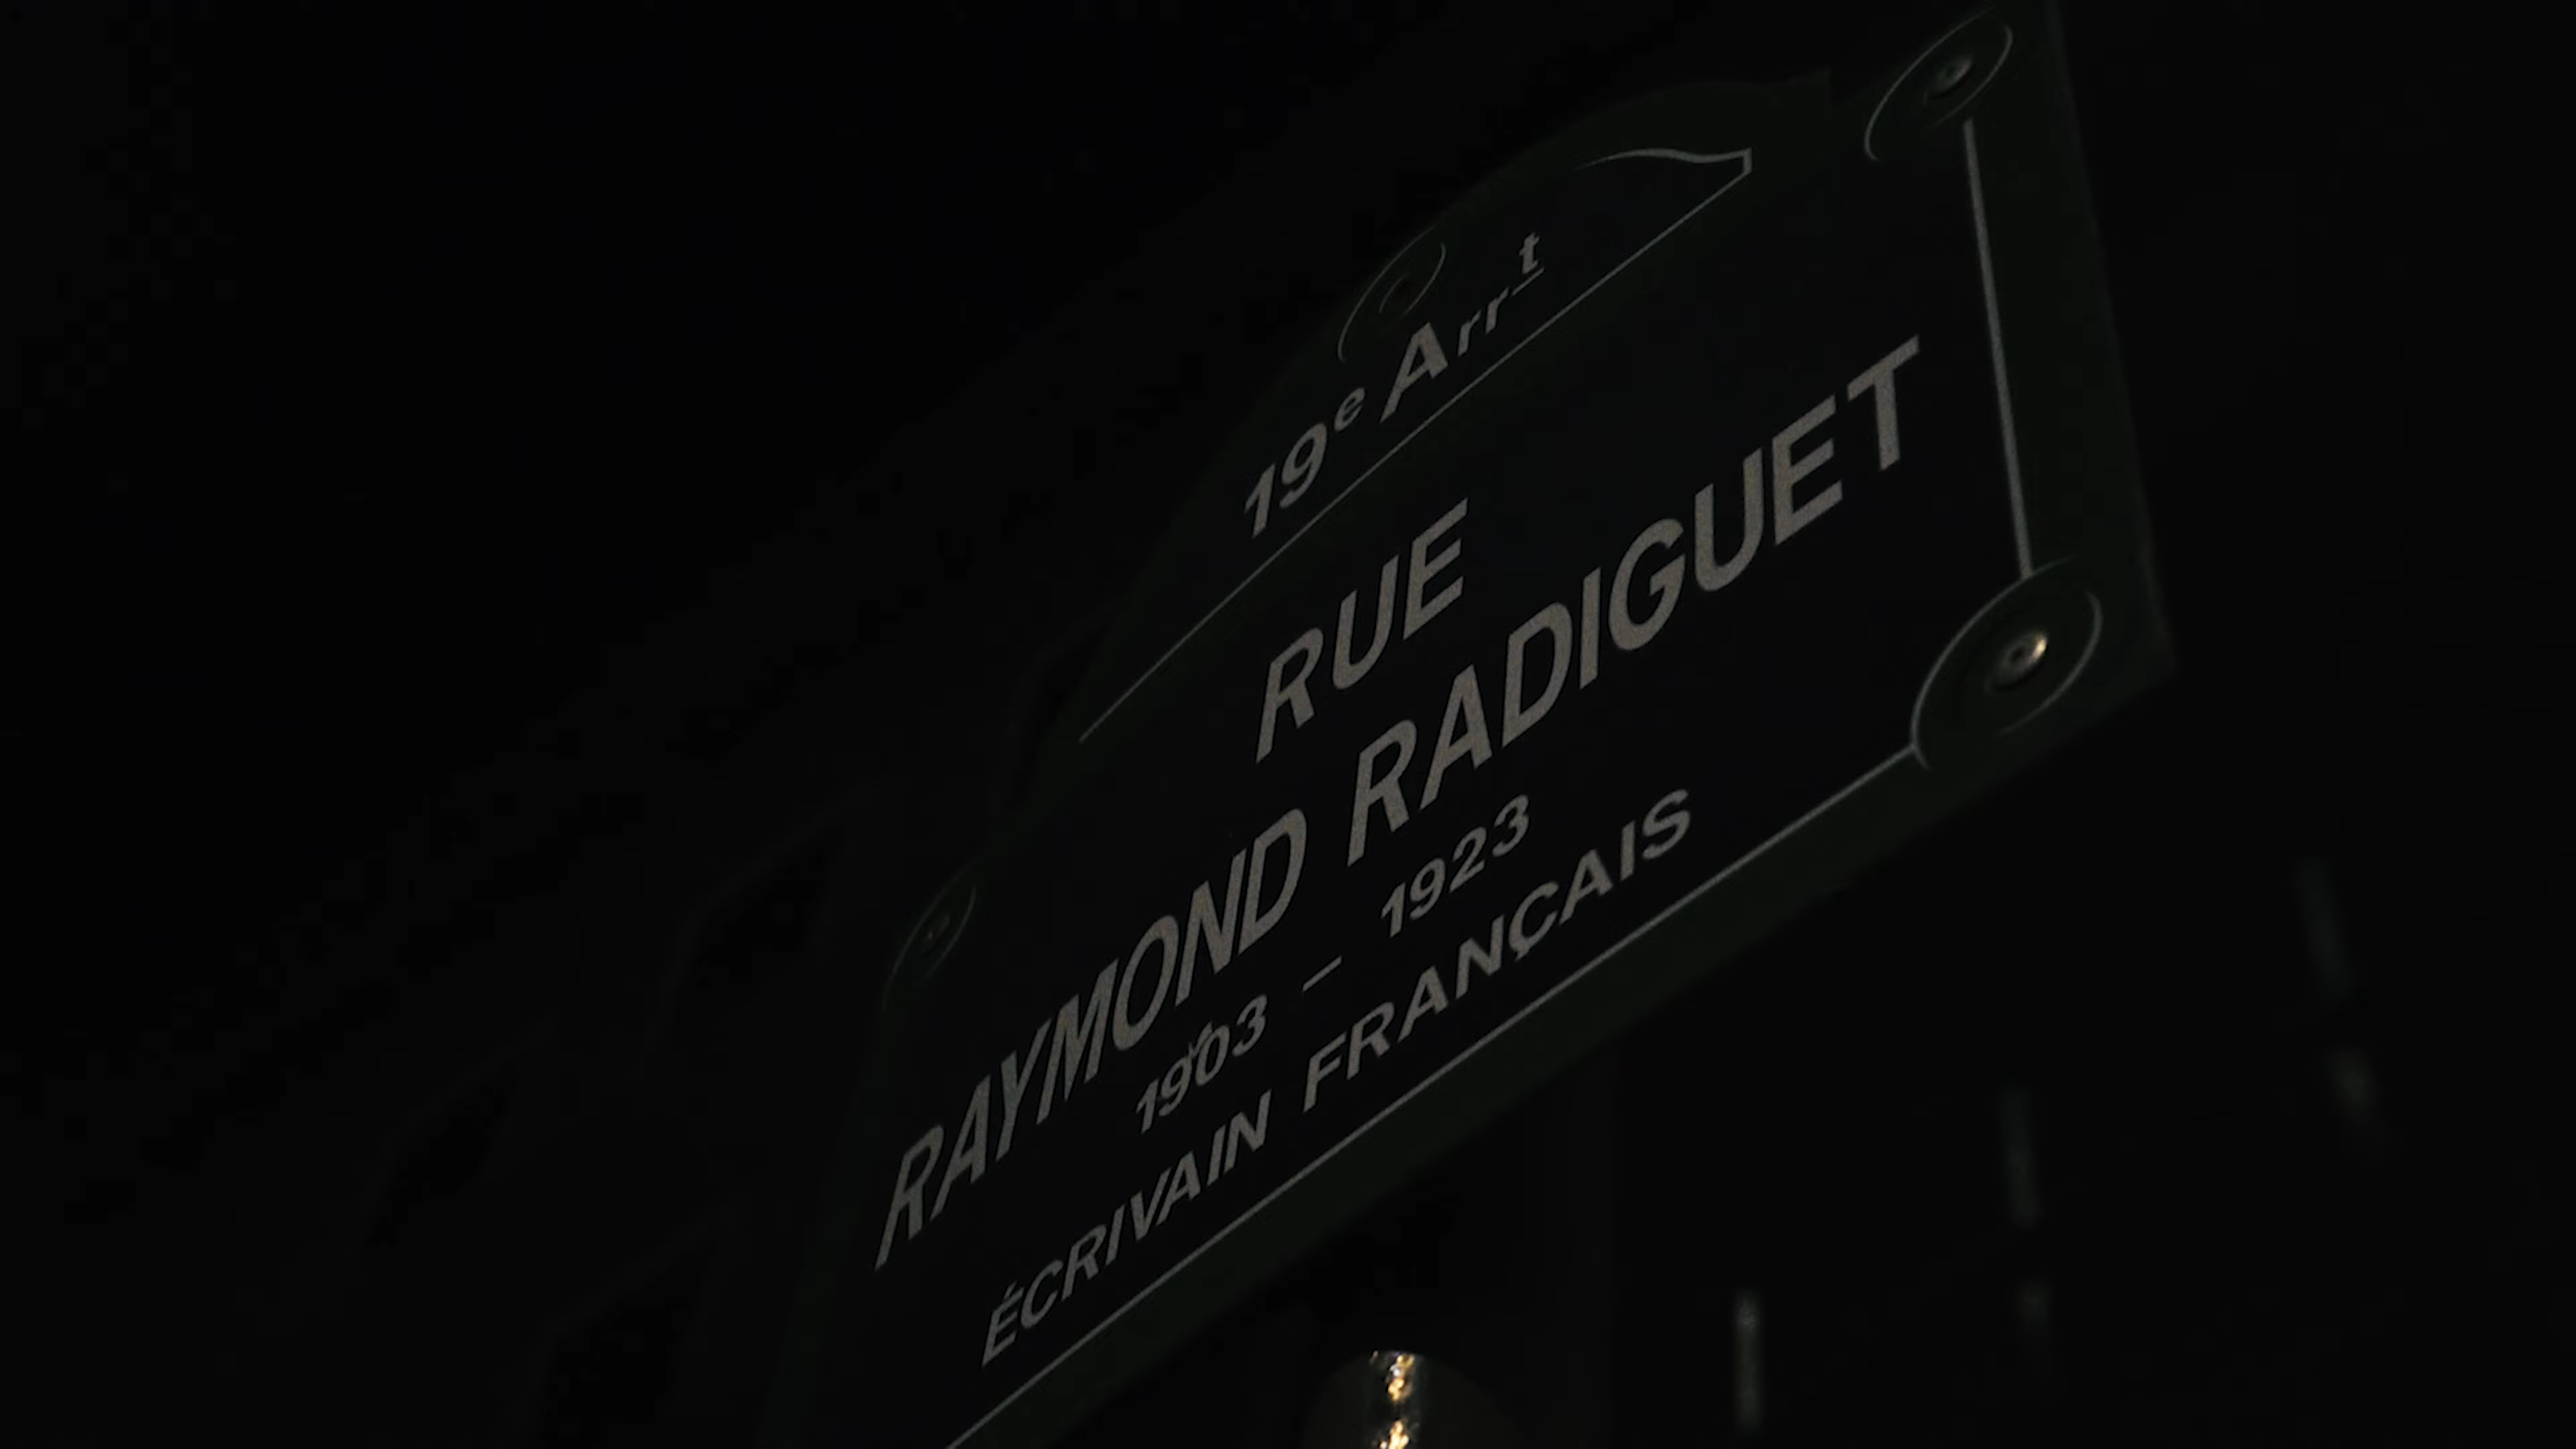 19e Arrt
RUE
RAYMOND RADIGUET
1903 – 1923
ÉCRIVAIN FRANÇAIS